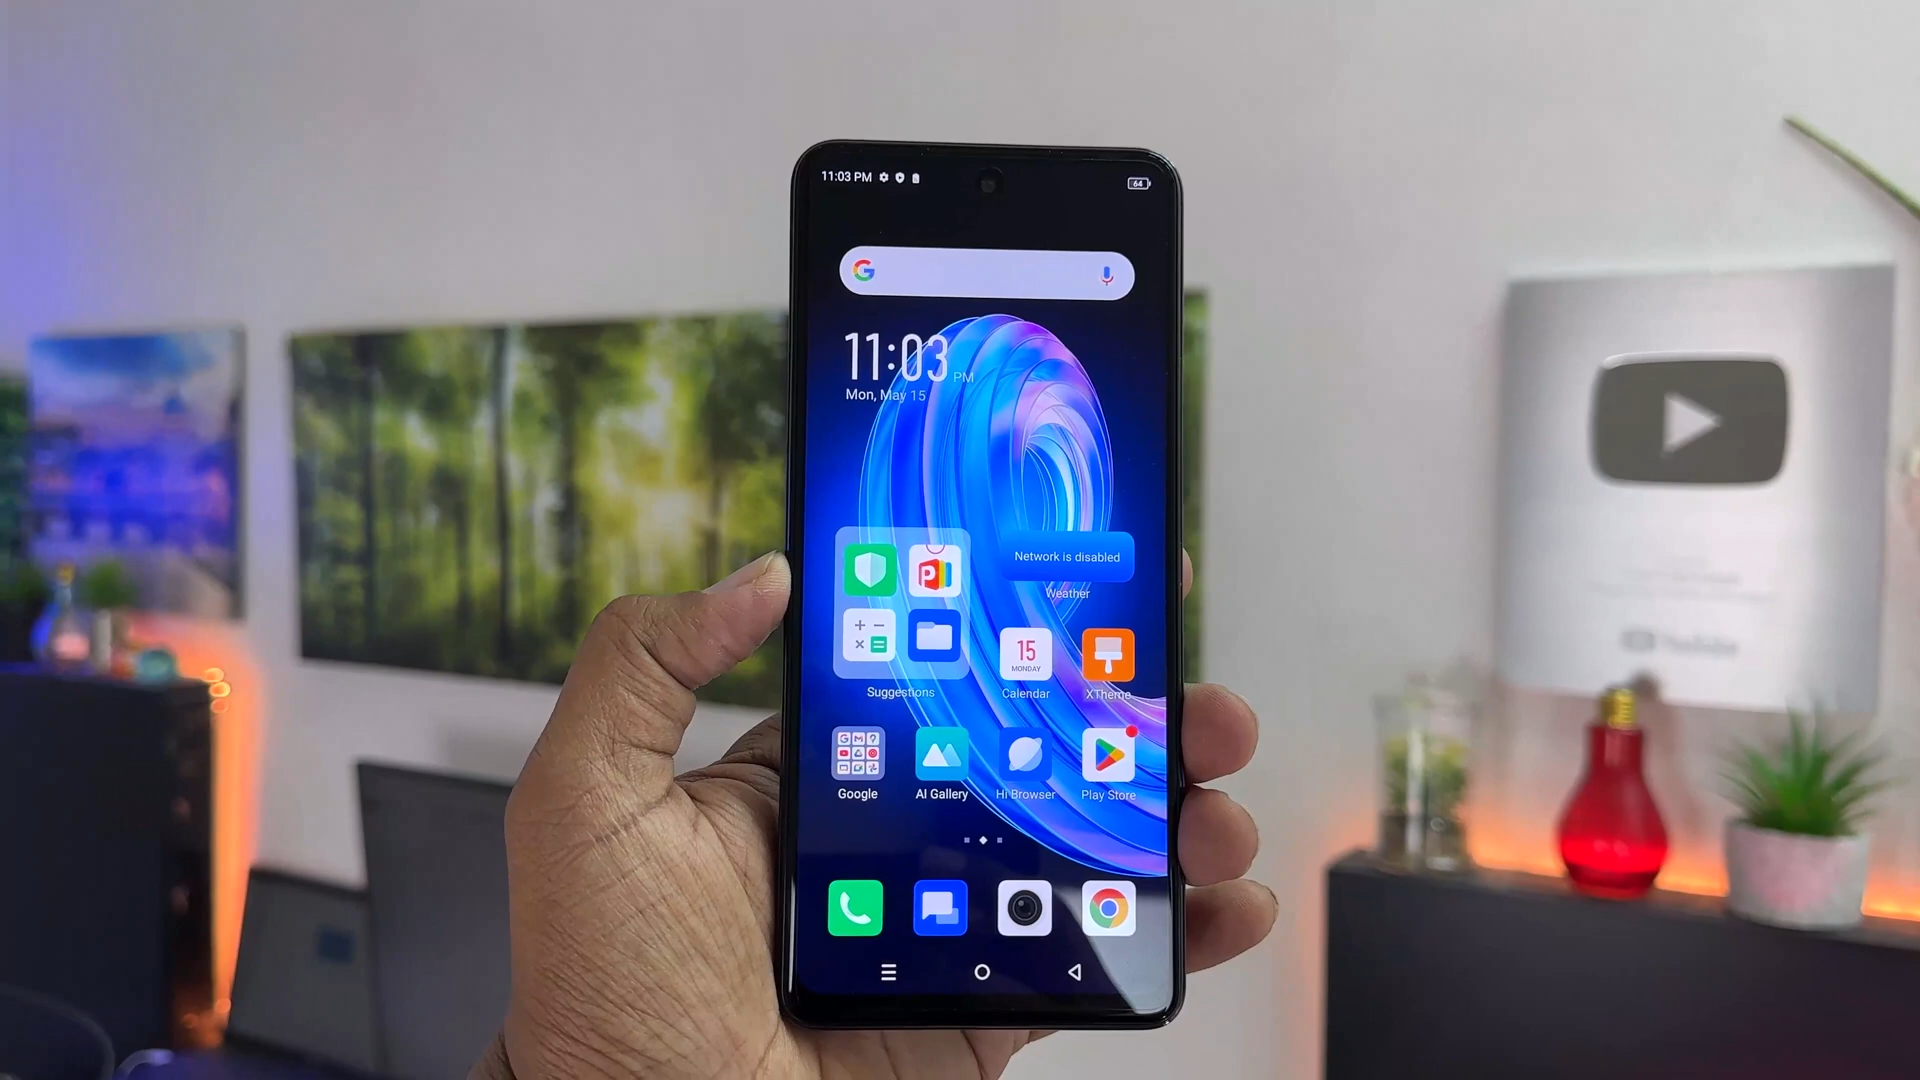 11:03 PM
64
11:03 PM
Mon, May 15
Network is disabled
Weather
15
MONDAY
Suggestions
Calendar
XTheme
Google
AI Gallery
Hi Browser
Play Store